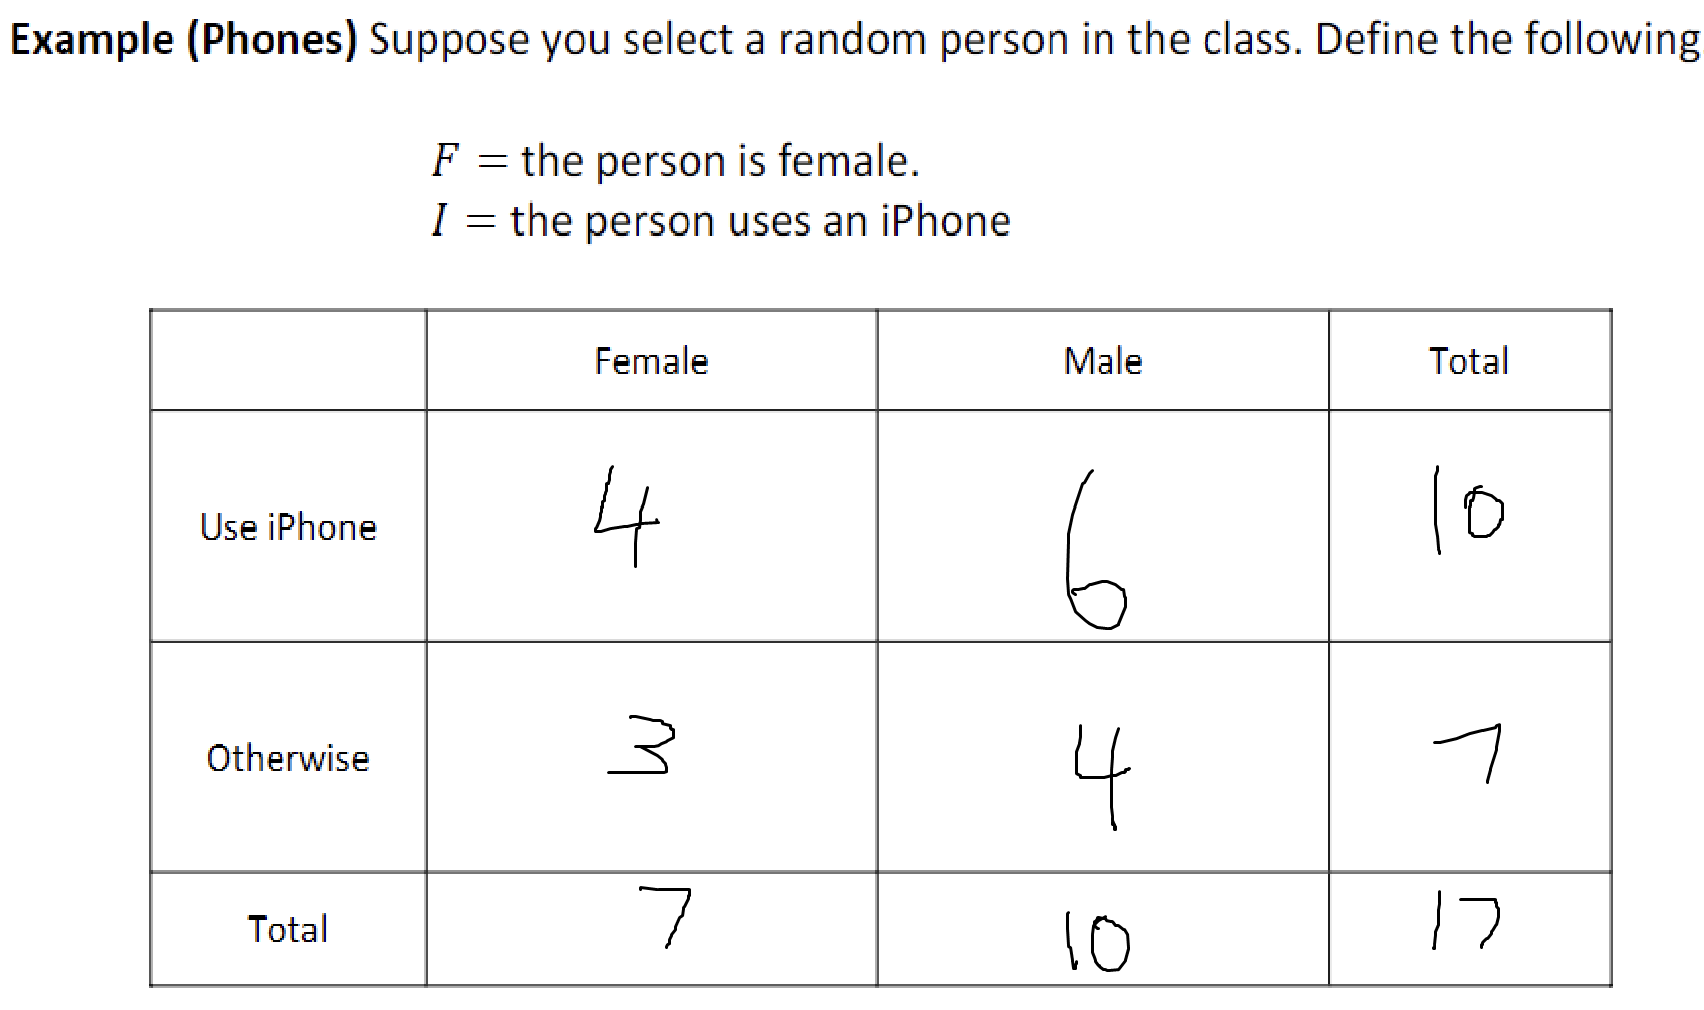 Example (Phones) Suppose you select a random person in the class. Define the following
F = the person is female.
I = the person uses an iPhone
Female Male Total
Use iPhone 4 6 10
Otherwise 3 4 7
Total 7 10 17